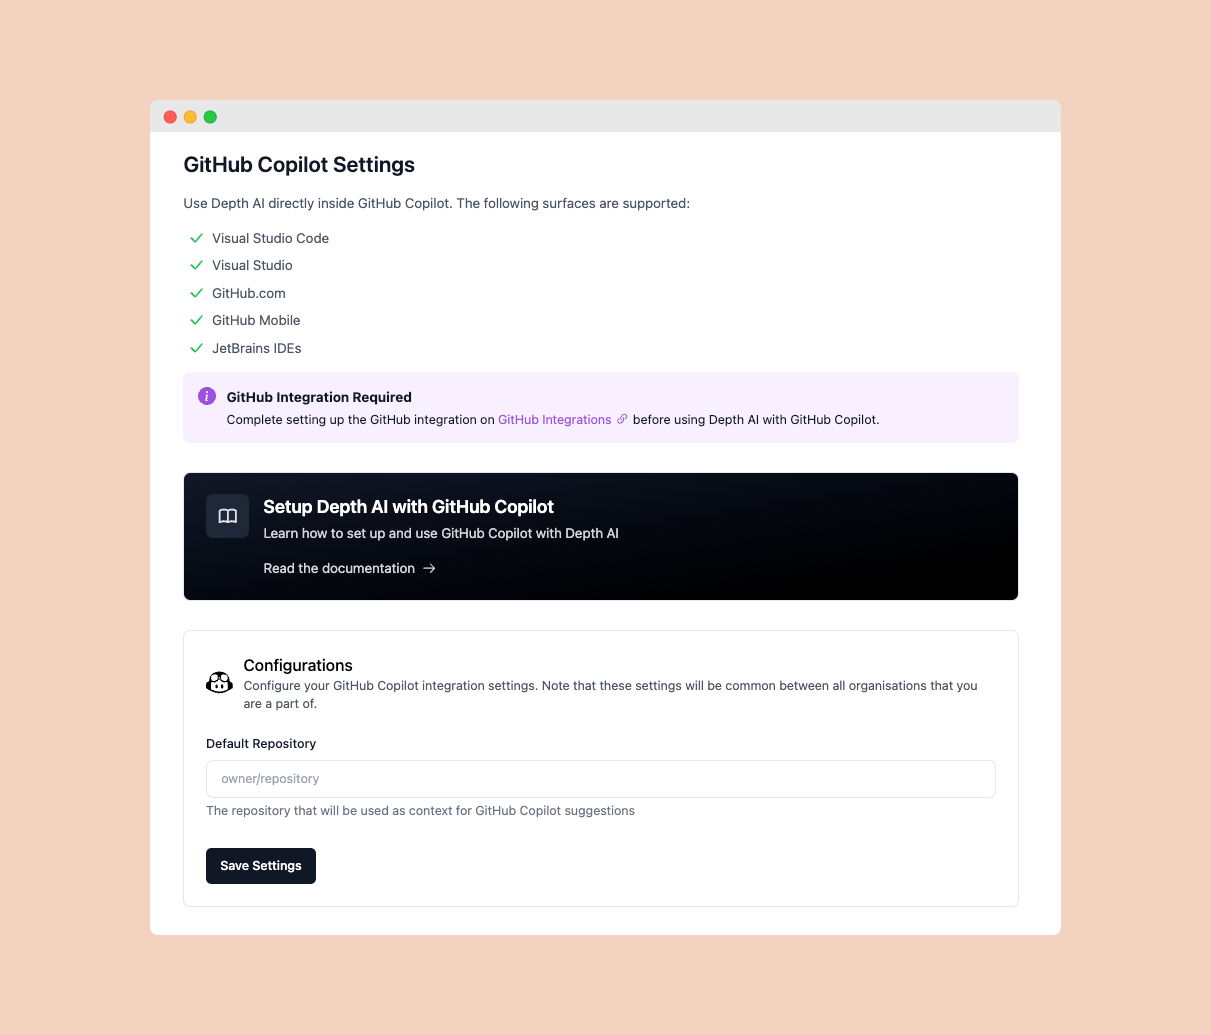 GitHub Copilot Settings
Use Depth AI directly inside GitHub Copilot. The following surfaces are supported:
Visual Studio Code
Visual Studio
GitHub.com
GitHub Mobile
JetBrains IDEs
GitHub Integration Required
Complete setting up the GitHub integration on GitHub Integrations before using Depth AI with GitHub Copilot.
Setup Depth AI with GitHub Copilot
Learn how to set up and use GitHub Copilot with Depth AI
Read the documentation →
Configurations
Configure your GitHub Copilot integration settings. Note that these settings will be common between all organisations that you
are a part of.
Default Repository
owner/repository
The repository that will be used as context for GitHub Copilot suggestions
Save Settings